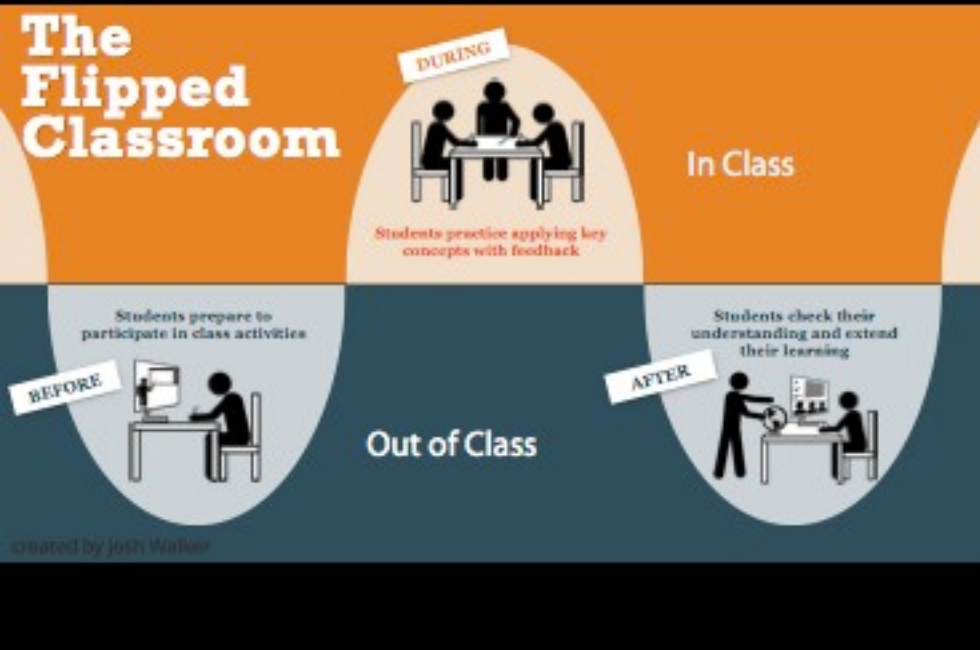 The
Flipped
Classroom
DURING
In Class
Students practice applying key
concepts with feedback
Students prepare to
participate in class activities
BEFORE
Out of Class
Students check their
understanding and extend
their learning
AFTER
created by Josh Walker